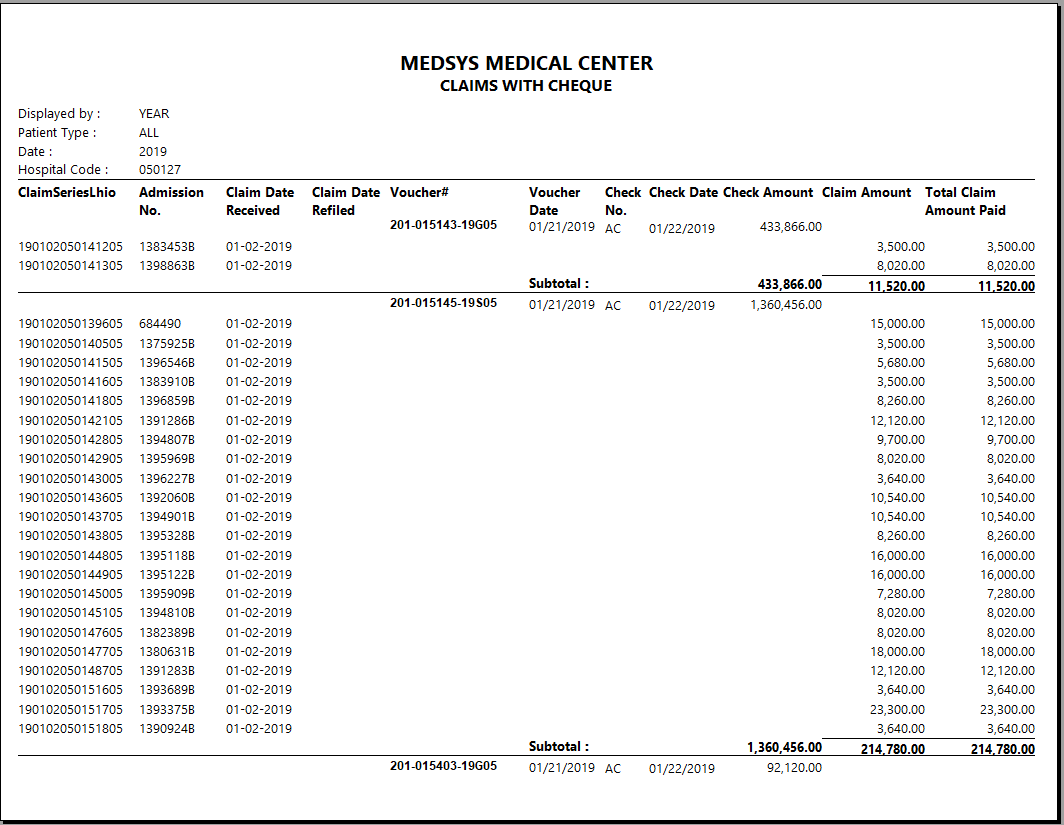 MEDSYS MEDICAL CENTER
CLAIMS WITH CHEQUE
Displayed by : YEAR
Patient Type : ALL
Date : 2019
Hospital Code : 050127
ClaimSeriesLhio Admission No. Claim Date Received Claim Date Refiled Voucher# Voucher Date Check No. Check Date Check Amount Claim Amount Total Claim Amount Paid
201-015143-19G05 01/21/2019 AC 01/22/2019 433,866.00
190102050141205 1383453B 01-02-2019 3,500.00 3,500.00
190102050141305 1398863B 01-02-2019 8,020.00 8,020.00
Subtotal : 433,866.00 11,520.00 11,520.00
201-015145-19S05 01/21/2019 AC 01/22/2019 1,360,456.00
190102050139605 684490 01-02-2019 15,000.00 15,000.00
190102050140505 1375925B 01-02-2019 3,500.00 3,500.00
190102050141505 1396546B 01-02-2019 5,680.00 5,680.00
190102050141605 1383910B 01-02-2019 3,500.00 3,500.00
190102050141805 1396859B 01-02-2019 8,260.00 8,260.00
190102050142105 1391286B 01-02-2019 12,120.00 12,120.00
190102050142805 1394807B 01-02-2019 9,700.00 9,700.00
190102050142905 1395969B 01-02-2019 8,020.00 8,020.00
190102050143005 1396227B 01-02-2019 3,640.00 3,640.00
190102050143605 1392060B 01-02-2019 10,540.00 10,540.00
190102050143705 1394901B 01-02-2019 10,540.00 10,540.00
190102050143805 1395328B 01-02-2019 8,260.00 8,260.00
190102050144805 1395118B 01-02-2019 16,000.00 16,000.00
190102050144905 1395122B 01-02-2019 16,000.00 16,000.00
190102050145005 1395909B 01-02-2019 7,280.00 7,280.00
190102050145105 1394810B 01-02-2019 8,020.00 8,020.00
190102050147605 1382389B 01-02-2019 8,020.00 8,020.00
190102050147705 1380631B 01-02-2019 18,000.00 18,000.00
190102050148705 1391283B 01-02-2019 12,120.00 12,120.00
190102050151605 1393689B 01-02-2019 3,640.00 3,640.00
190102050151705 1393375B 01-02-2019 23,300.00 23,300.00
190102050151805 1390924B 01-02-2019 3,640.00 3,640.00
Subtotal : 1,360,456.00 214,780.00 214,780.00
201-015403-19G05 01/21/2019 AC 01/22/2019 92,120.00